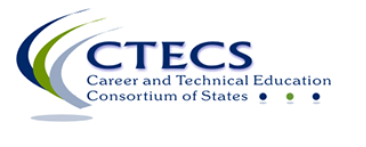 CTECS
Career and Technical Education
Consortium of States